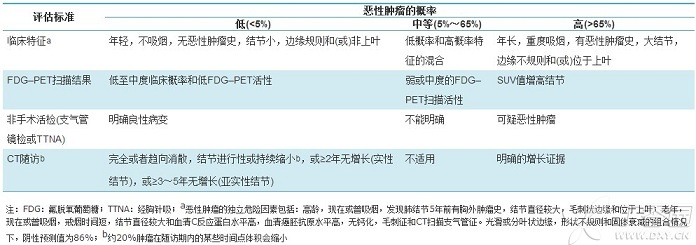 评估标准
恶性肿瘤的概率
低(<5%)
中等(5%～65%)
高(>65%)
临床特征a
年轻，不吸烟，无恶性肿瘤史，结节小，边缘规则和(或)非上叶
低概率和高概率特
征的混合
年长，重度吸烟，有恶性肿瘤史，大结节，
边缘不规则和(或)位于上叶
FDG–PET扫描结果
低至中度临床概率和低FDG–PET活性
弱或中度的FDG–
PET扫描活性
SUV值增高结节
非手术活检(支气管
镜检或TTNA)
明确良性病变
不能明确
可疑恶性肿瘤
CT随访b
完全或者趋向消散，结节进行性或持续缩小b，或≥2年无增长(实性
结节)，或≥3～5年无增长(亚实性结节)
不适用
明确的增长证据
注：FDG：氟脱氧葡萄糖；TTNA：经胸针吸；a恶性肿瘤的独立危险因素包括：高龄，现在或曾吸烟，发现肺结节5年前有胸外肿瘤史，结节直径较大，毛刺状边缘和位于上叶；高年，
现在或曾吸烟，戒烟时间短，结节直径较大和血清C反应蛋白水平高，血清癌胚抗原水平高，无钙化，毛刺征和CT扫描支气管征。光滑或分叶状边缘，形状不规则和固体衰减的组合情况
下，阴性预测值为86%；b约20%肿瘤在随访期内的某些时间点体积会缩小